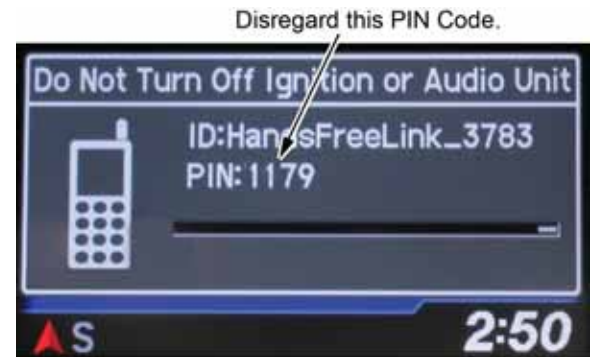 Disregard this PIN Code.
Do Not Turn Off Ignition or Audio Unit
ID:HandsFreeLink_3783
PIN:1179
S
2:50